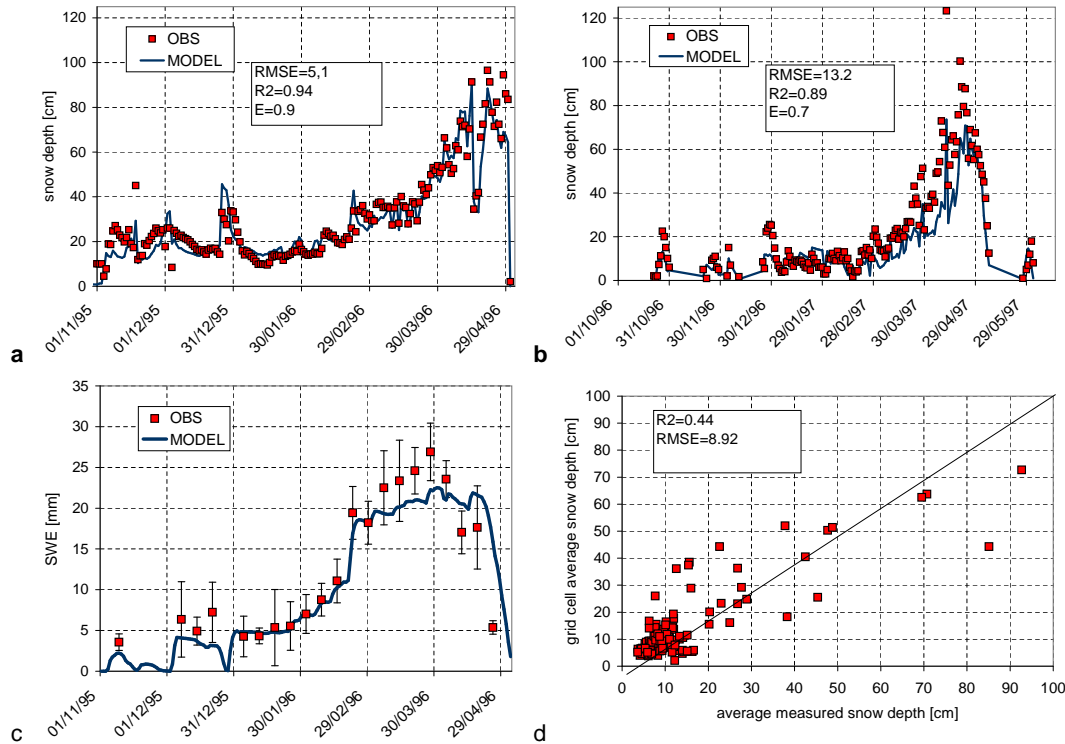 120
100
80
60
40
20
0
snow depth [cm]
OBS
MODEL
RMSE=5,1
R2=0.94
E=0.9
01/11/95
01/12/95
31/12/95
30/01/96
29/02/96
30/03/96
29/04/96
a
120
100
80
60
40
20
0
snow depth [cm]
OBS
MODEL
RMSE=13.2
R2=0.89
E=0.7
01/10/96
31/10/96
30/11/96
30/12/96
29/01/97
28/02/97
30/03/97
29/04/97
29/05/97
b
35
30
25
20
15
10
5
0
SWE [mm]
OBS
MODEL
01/11/95
01/12/95
31/12/95
30/01/96
29/02/96
30/03/96
29/04/96
c
100
90
80
70
60
50
40
30
20
10
0
grid cell average snow depth [cm]
R2=0.44
RMSE=8.92
0 10 20 30 40 50 60 70 80 90 100
average measured snow depth [cm]
d